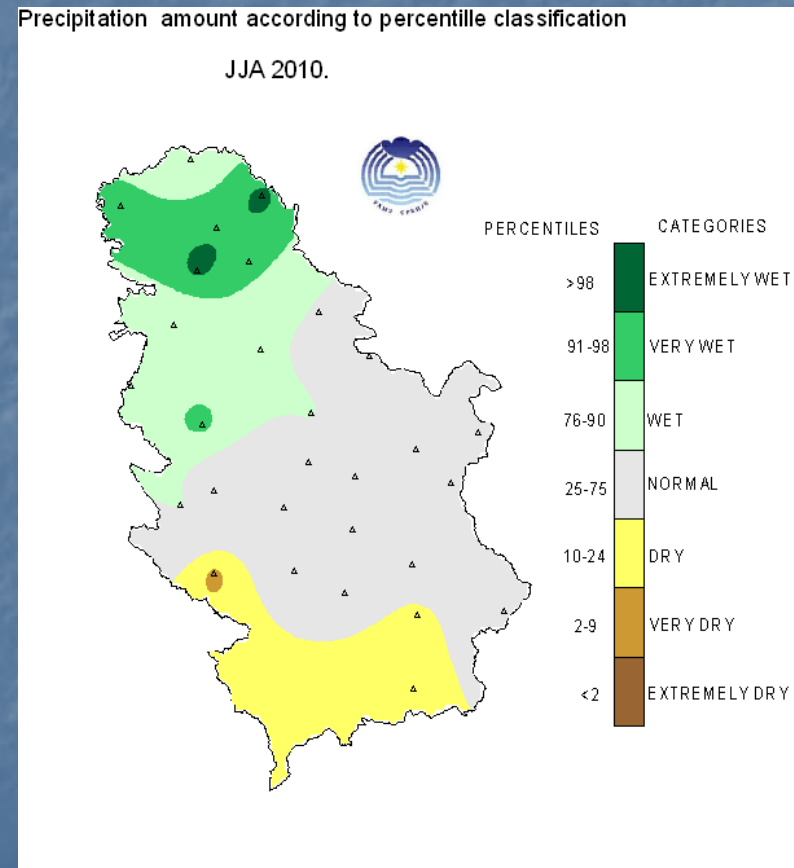 Precipitation amount according to percentille classification
JJA 2010.
PERCENTILES CATEGORIES
>98 EXTREMELY WET
91-98 VERY WET
76-90 WET
25-75 NORMAL
10-24 DRY
2-9 VERY DRY
<2 EXTREMELY DRY